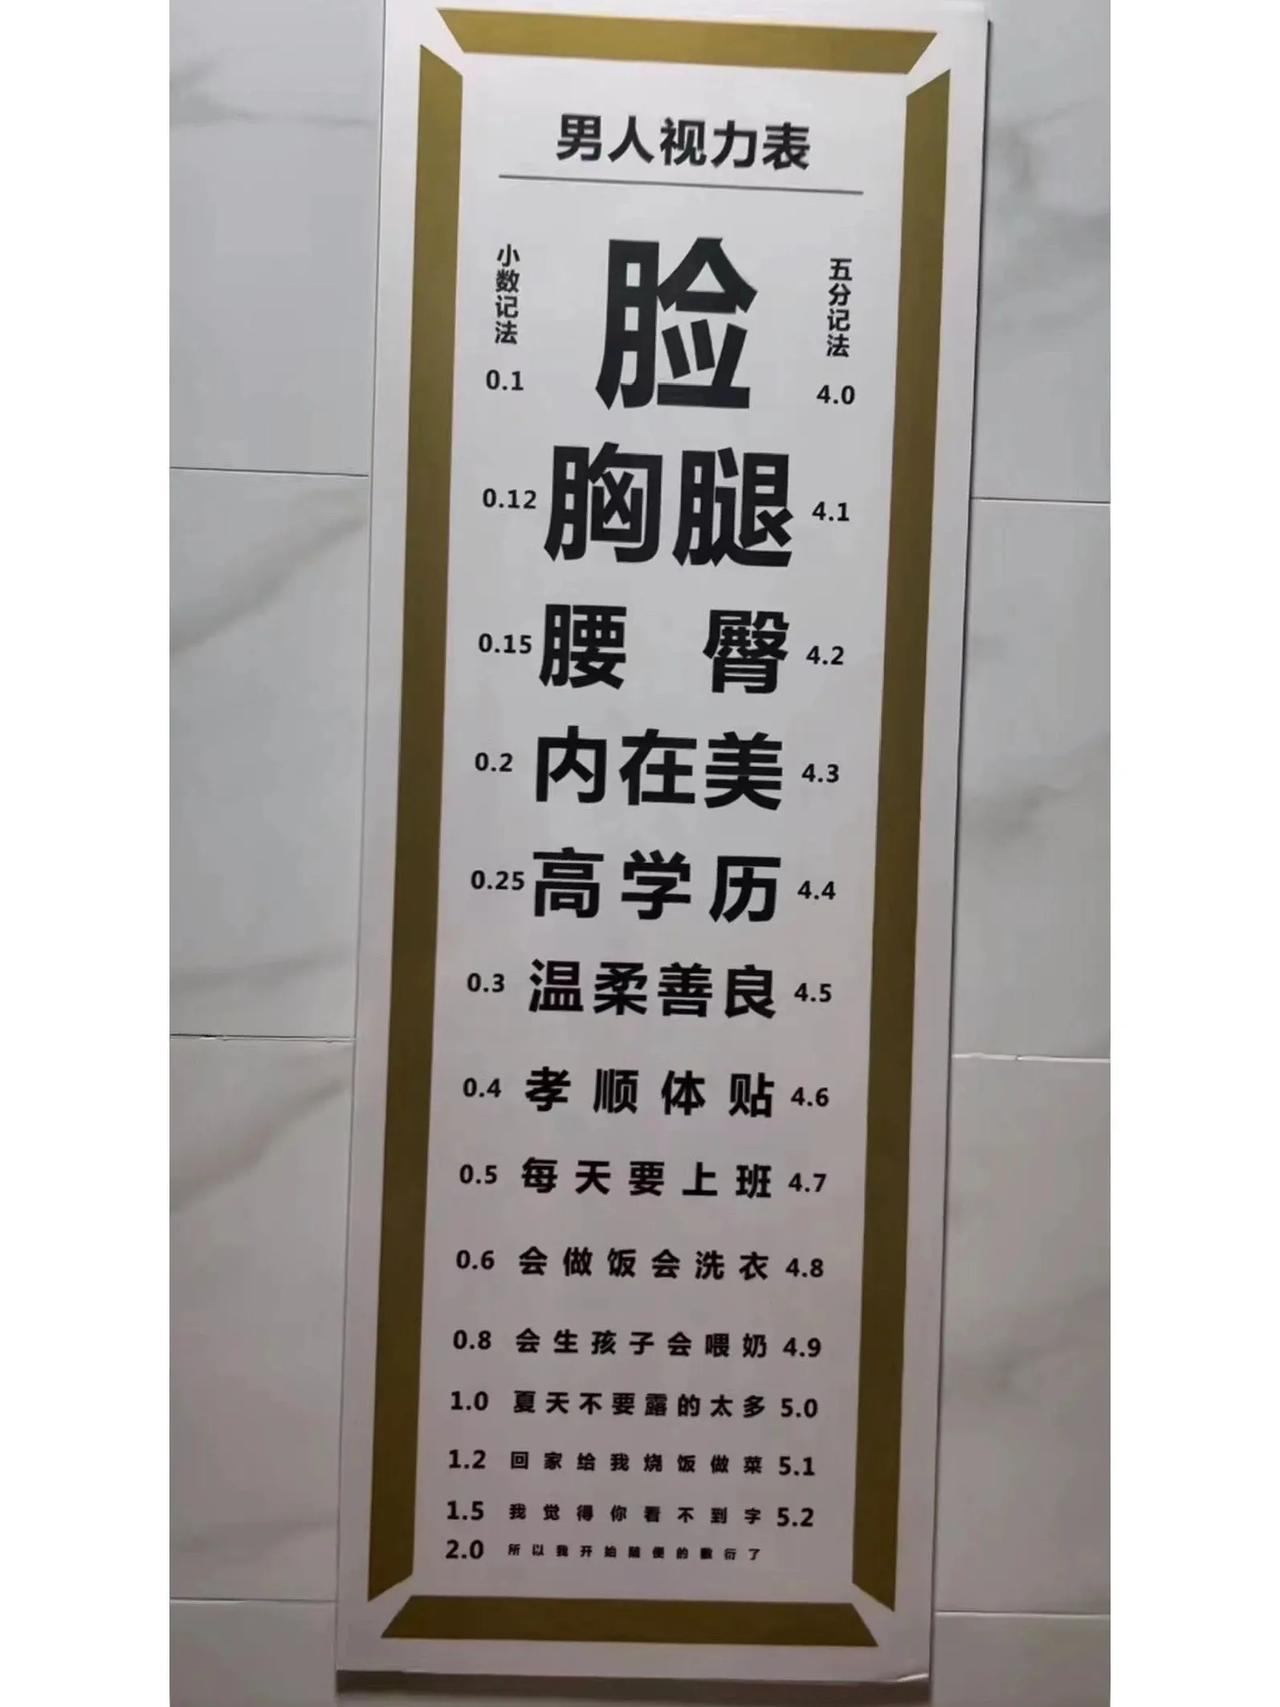 男人视力表
小数记法
五分记法
脸
0.1 4.0
0.12 胸腿 4.1
0.15 腰 臀 4.2
0.2 内在美 4.3
0.25 高学历 4.4
0.3 温柔善良 4.5
0.4 孝顺体贴 4.6
0.5 每天要上班 4.7
0.6 会做饭会洗衣 4.8
0.8 会生孩子会喂奶 4.9
1.0 夏天不要露的太多 5.0
1.2 回家给我烧饭做菜 5.1
1.5 我觉得你看不到字 5.2
2.0 所以我开始随便的敷衍了